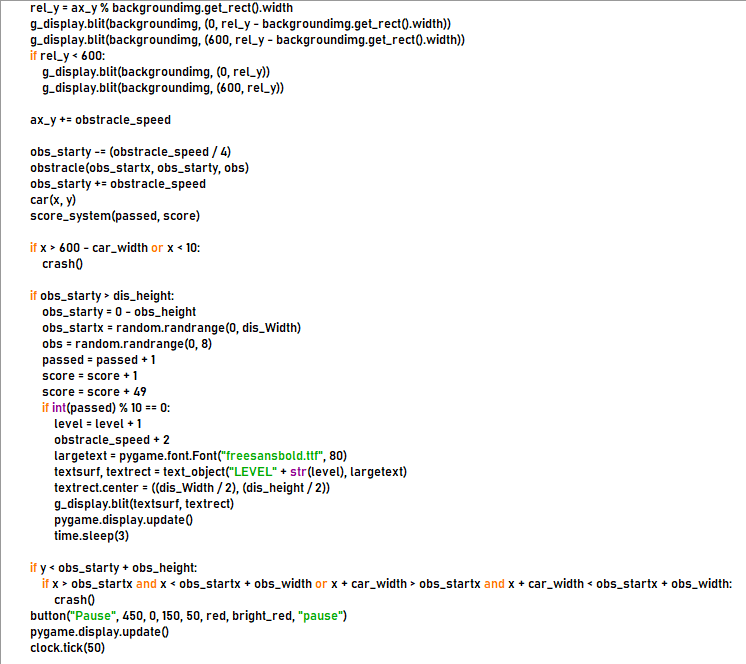 rel_y = ax_y % backgroundimg.get_rect().width
g_display.blit(backgroundimg, (0, rel_y - backgroundimg.get_rect().width))
g_display.blit(backgroundimg, (600, rel_y - backgroundimg.get_rect().width))
if rel_y < 600:
    g_display.blit(backgroundimg, (0, rel_y))
    g_display.blit(backgroundimg, (600, rel_y))

ax_y += obstracle_speed

obs_starty -= (obstracle_speed / 4)
obstracle(obs_startx, obs_starty, obs)
obs_starty += obstracle_speed
car(x, y)
score_system(passed, score)

if x > 600 - car_width or x < 10:
    crash()

if obs_starty > dis_height:
    obs_starty = 0 - obs_height
    obs_startx = random.randrange(0, dis_Width)
    obs = random.randrange(0, 8)
    passed = passed + 1
    score = score + 1
    score = score + 49
    if int(passed) % 10 == 0:
        level = level + 1
        obstracle_speed + 2
        largetext = pygame.font.Font("freesansbold.ttf", 80)
        textsurf, textrect = text_object("LEVEL" + str(level), largetext)
        textrect.center = ((dis_Width / 2), (dis_height / 2))
        g_display.blit(textsurf, textrect)
        pygame.display.update()
        time.sleep(3)

if y < obs_starty + obs_height:
    if x > obs_startx and x < obs_startx + obs_width or x + car_width > obs_startx and x + car_width < obs_startx + obs_width:
        crash()
button("Pause", 450, 0, 150, 50, red, bright_red, "pause")
pygame.display.update()
clock.tick(50)